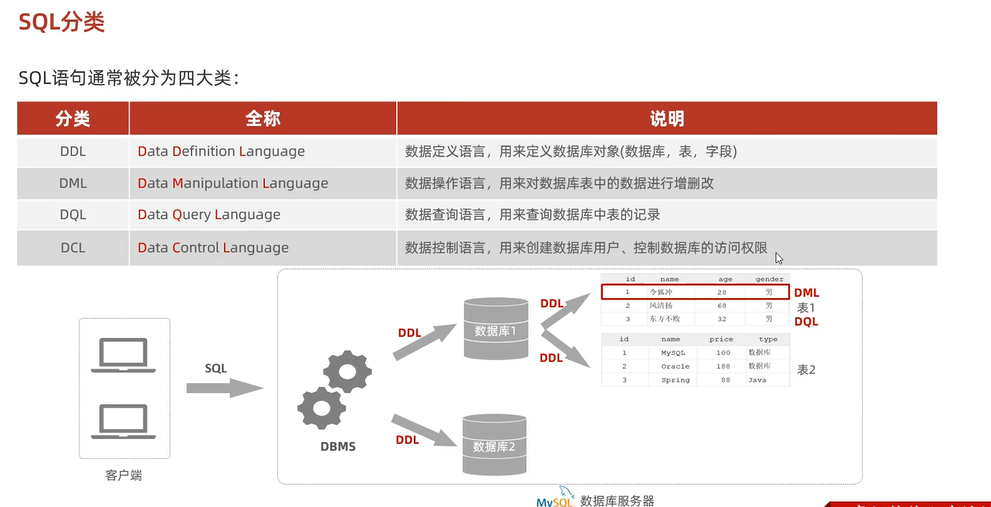 SQL分类
SQL语句通常被分为四大类：
分类 全称 说明
DDL Data Definition Language 数据定义语言，用来定义数据库对象(数据库，表，字段)
DML Data Manipulation Language 数据操作语言，用来对数据库表中的数据进行增删改
DQL Data Query Language 数据查询语言，用来查询数据库中表的记录
DCL Data Control Language 数据控制语言，用来创建数据库用户、控制数据库的访问权限
客户端
SQL
DBMS
DDL
DDL
数据库1
数据库2
DDL
DDL
id name age gender
1 令狐冲 28 男
2 风清扬 68 男
3 东方不败 32 男
DML
表1
DQL
id name price type
1 MySQL 100 数据库
2 Oracle 188 数据库
3 Spring 88 Java
表2
MySQL 数据库服务器